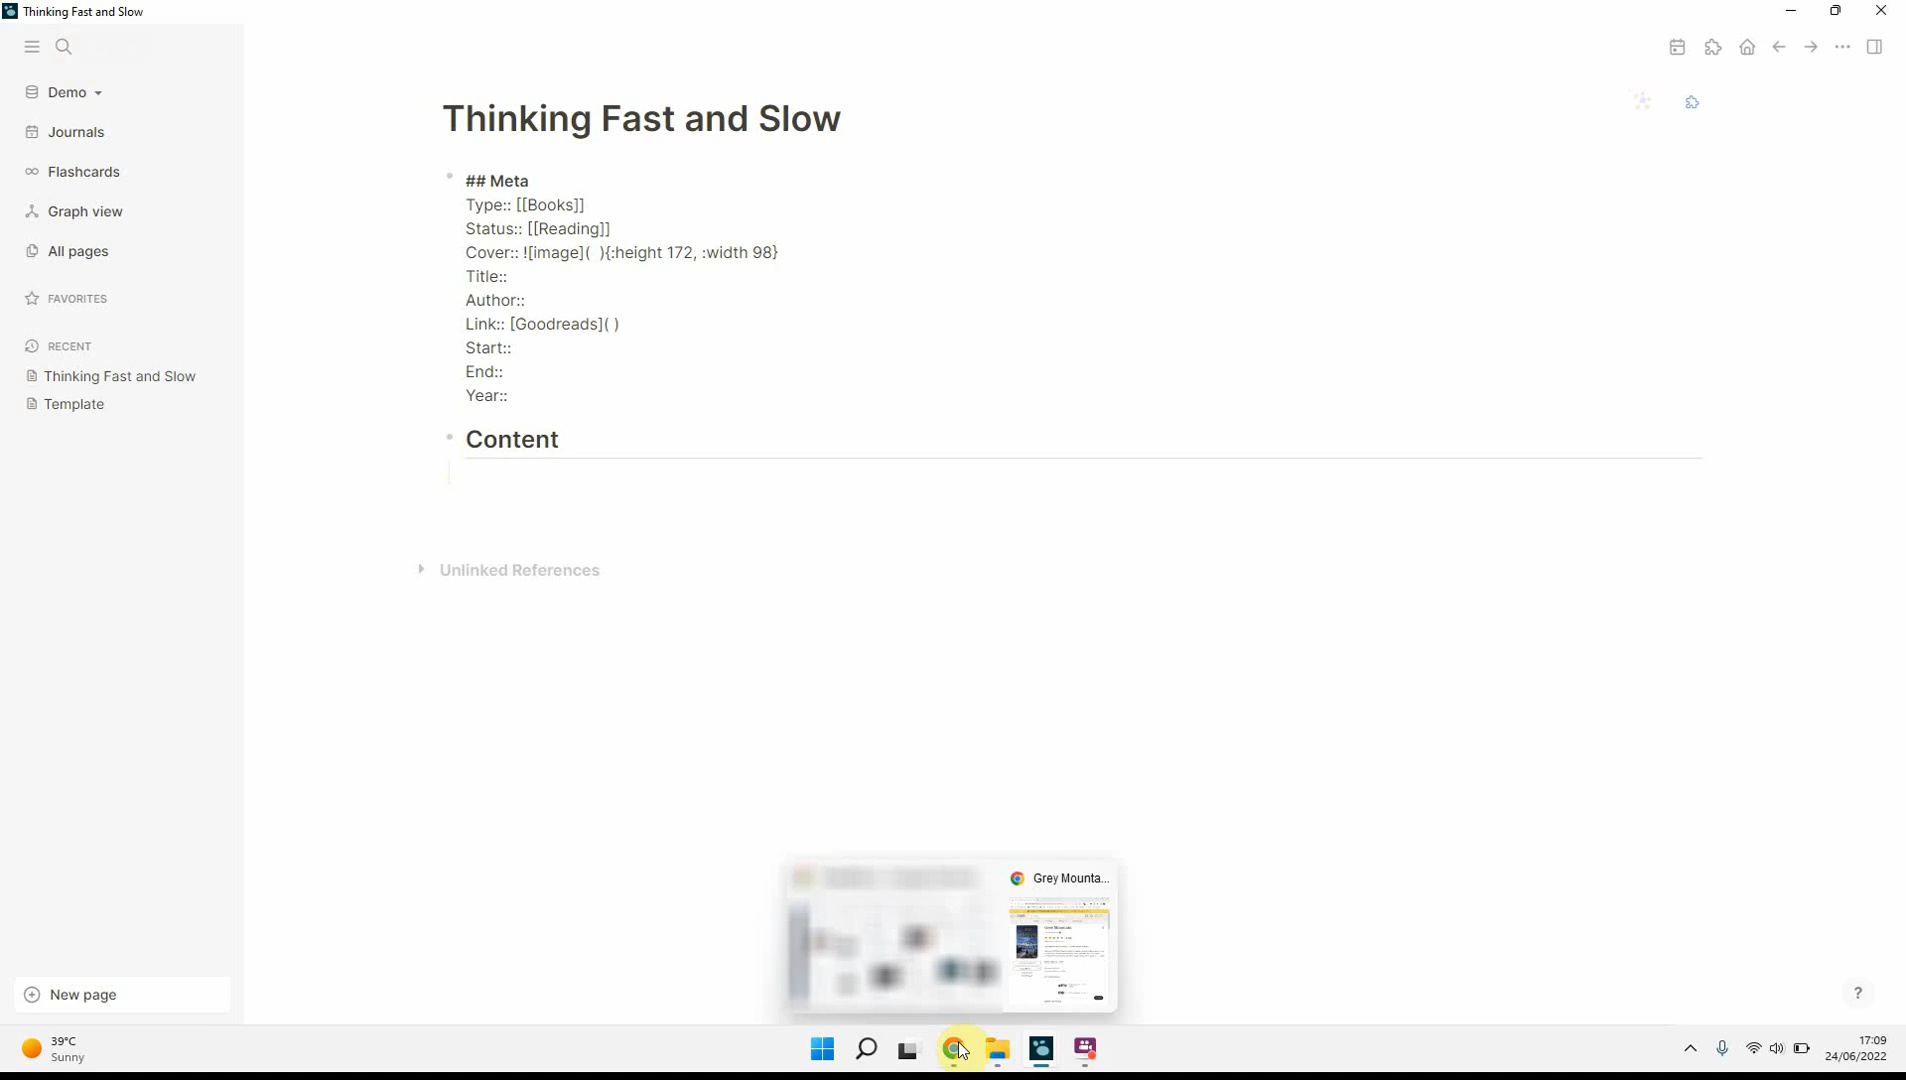 Thinking Fast and Slow
Demo
Journals
Flashcards
Graph view
All pages
FAVORITES
RECENT
Thinking Fast and Slow
Template
New page
Thinking Fast and Slow
## Meta
Type:: [[Books]]
Status:: [[Reading]]
Cover:: ![image]( ){:height 172, :width 98}
Title::
Author::
Link:: [Goodreads]( )
Start::
End::
Year::
Content
Unlinked References
Grey Mounta...
?
39°C
Sunny
17:09
24/06/2022